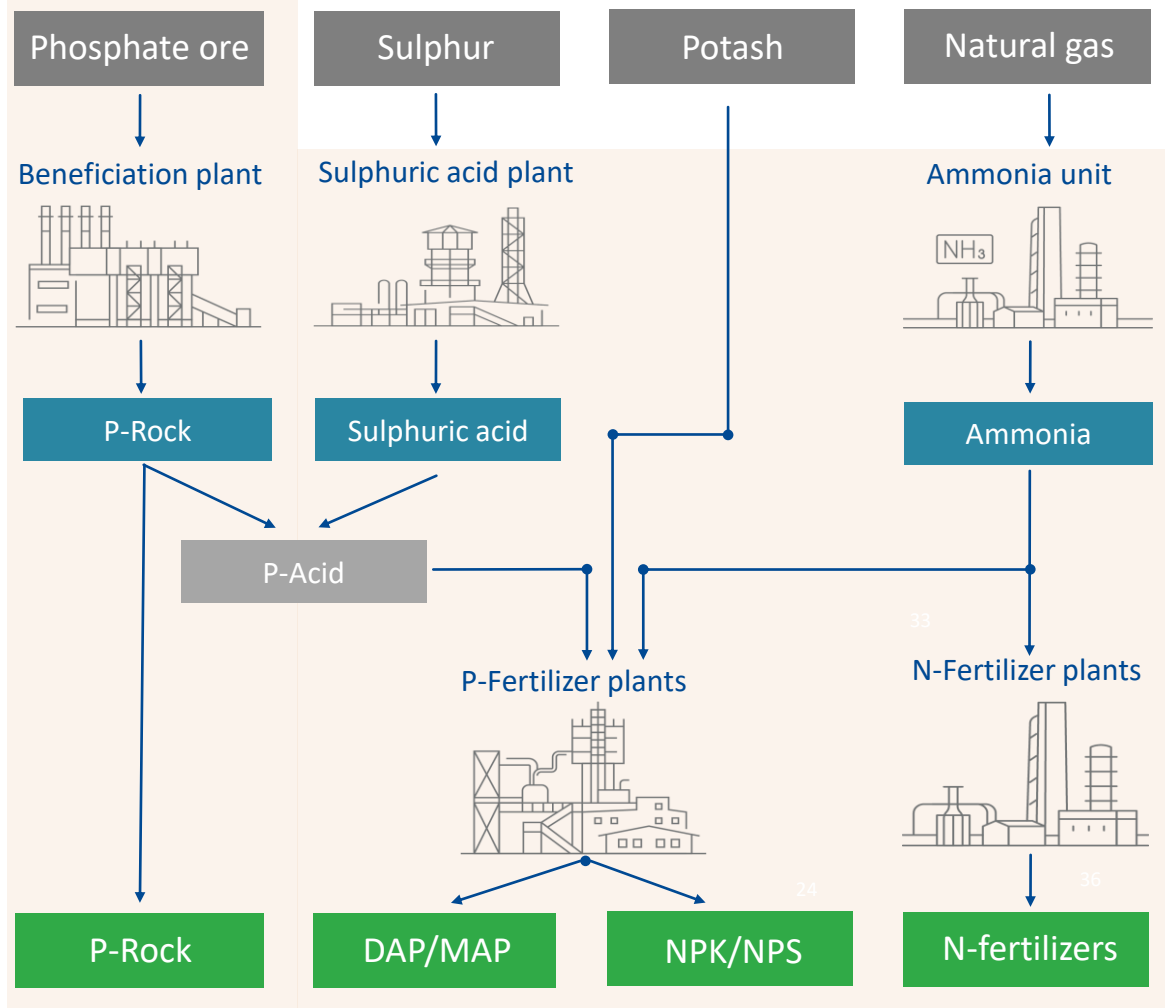 Phosphate ore
Sulphur
Potash
Natural gas
Beneficiation plant
Sulphuric acid plant
Ammonia unit
NH₃
P-Rock
Sulphuric acid
Ammonia
P-Acid
33
P-Fertilizer plants
N-Fertilizer plants
24
36
P-Rock
DAP/MAP
NPK/NPS
N-fertilizers